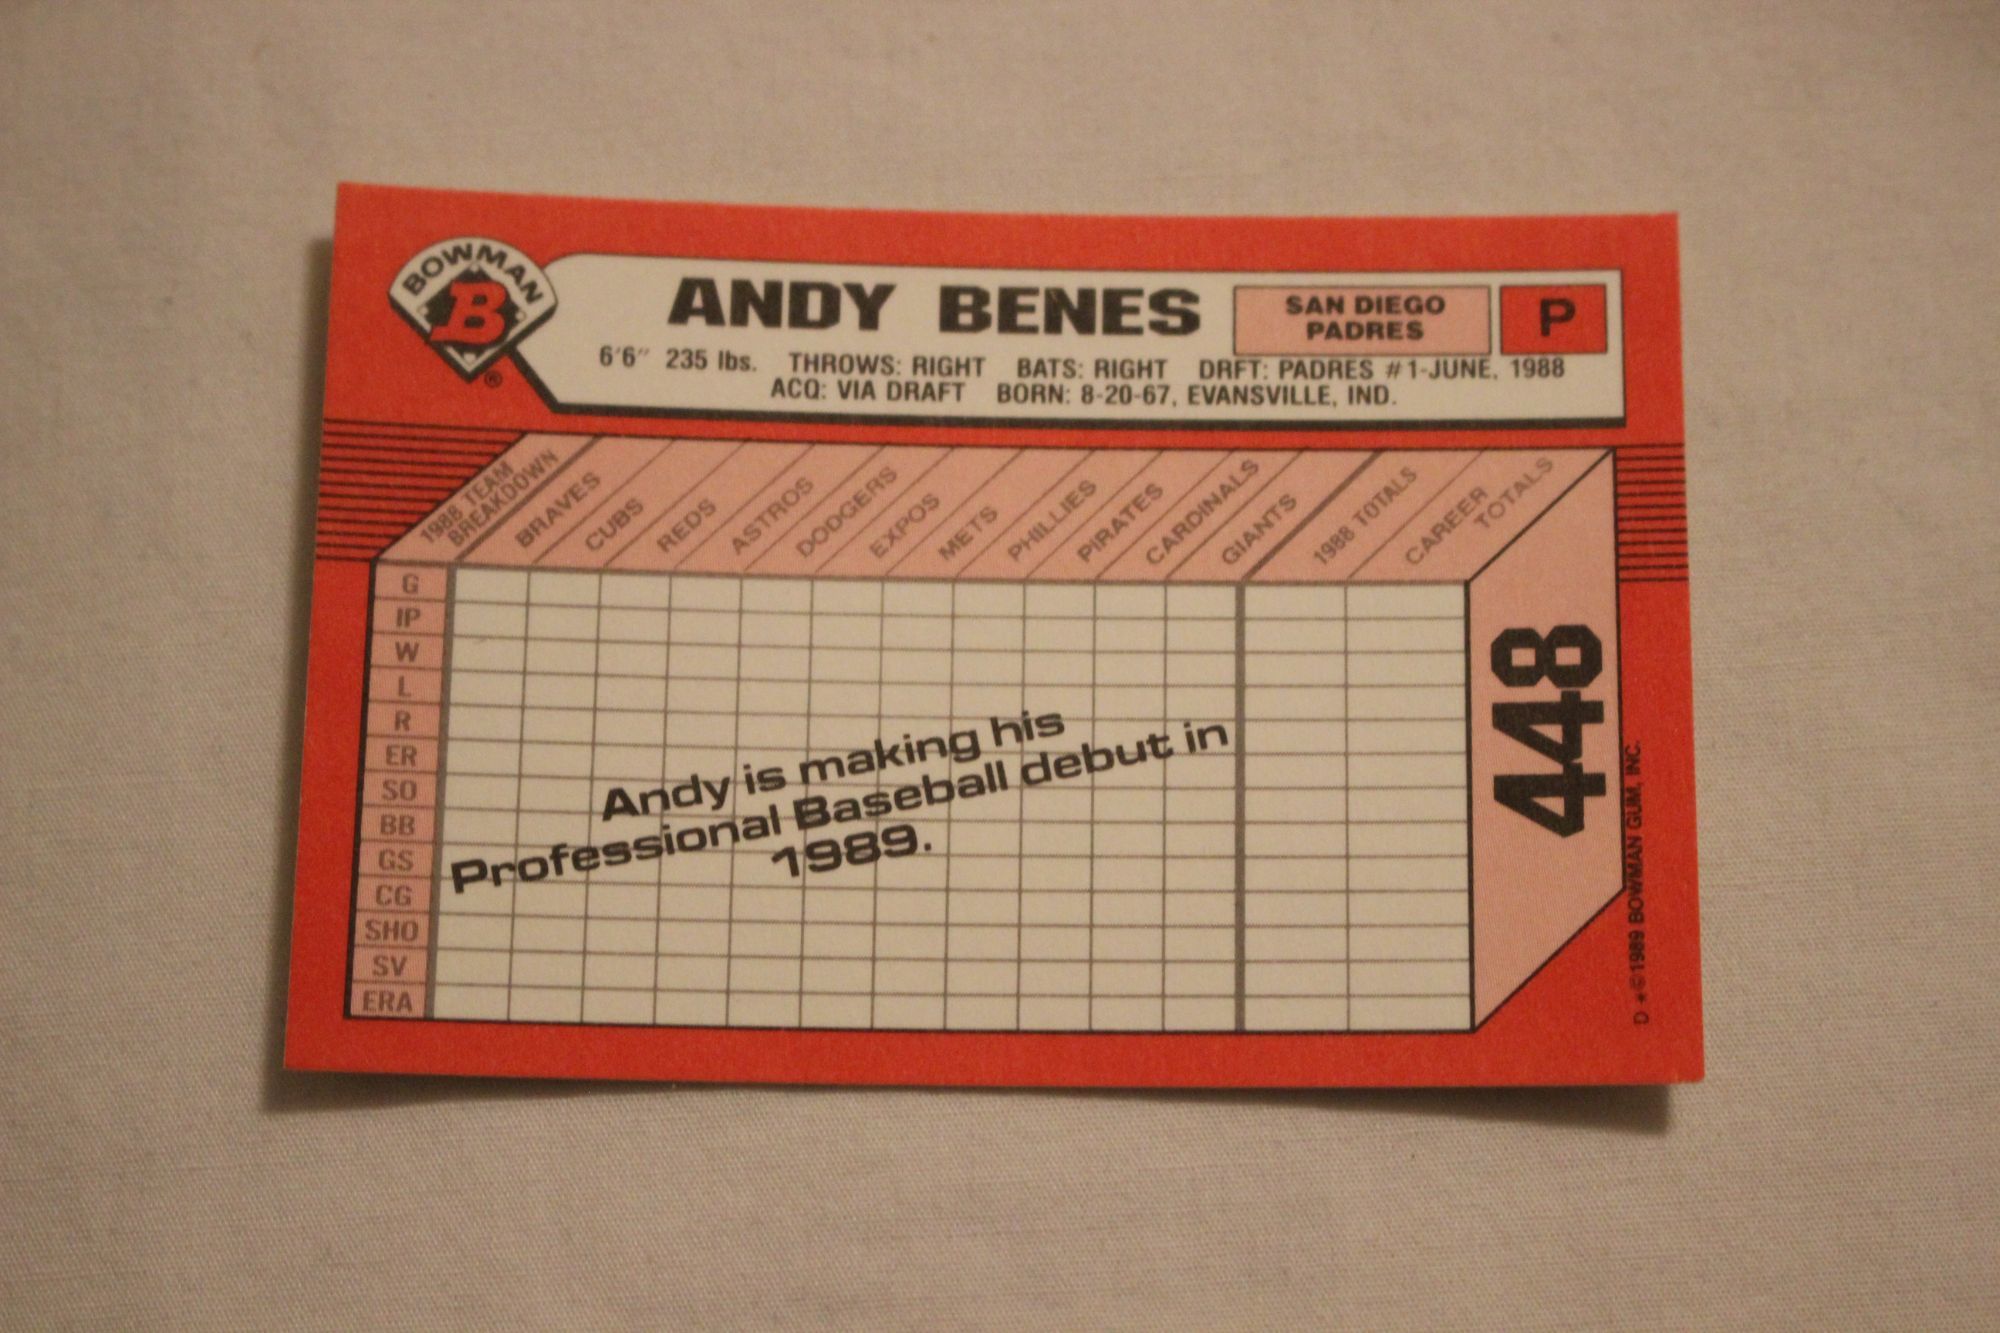 BOWMAN
B
®
ANDY BENES
SAN DIEGO
PADRES
P
6'6" 235 lbs. THROWS: RIGHT BATS: RIGHT DRFT: PADRES #1-JUNE, 1988
ACQ: VIA DRAFT BORN: 8-20-67, EVANSVILLE, IND.
1988 TEAM
BREAKDOWN
BRAVES
CUBS
REDS
ASTROS
DODGERS
EXPOS
METS
PHILLIES
PIRATES
CARDINALS
GIANTS
1988 TOTALS
CAREER
TOTALS
G
IP
W
L
R
ER
SO
BB
GS
CG
SHO
SV
ERA
Andy is making his
Professional Baseball debut in
1989.
448
D *©1989 BOWMAN GUM, INC.